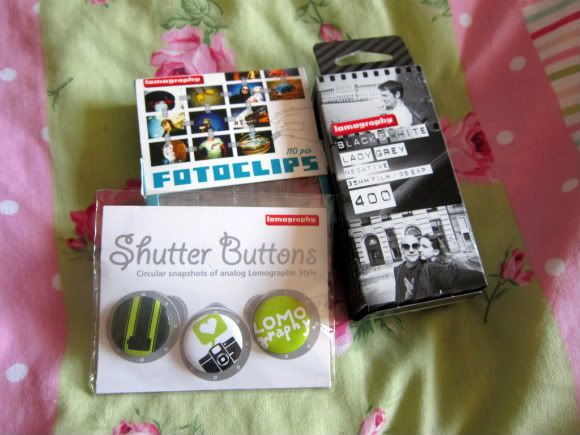 lomography
110 pcs
FOTOCLIPS
lomography
BLACK & WHITE
LADY GREY
NEGATIVE
35MM FILM / 36 EXP.
400
lomography
Shutter Buttons
Circular snapshots of analog Lomographic Style
LOMO
graphy.